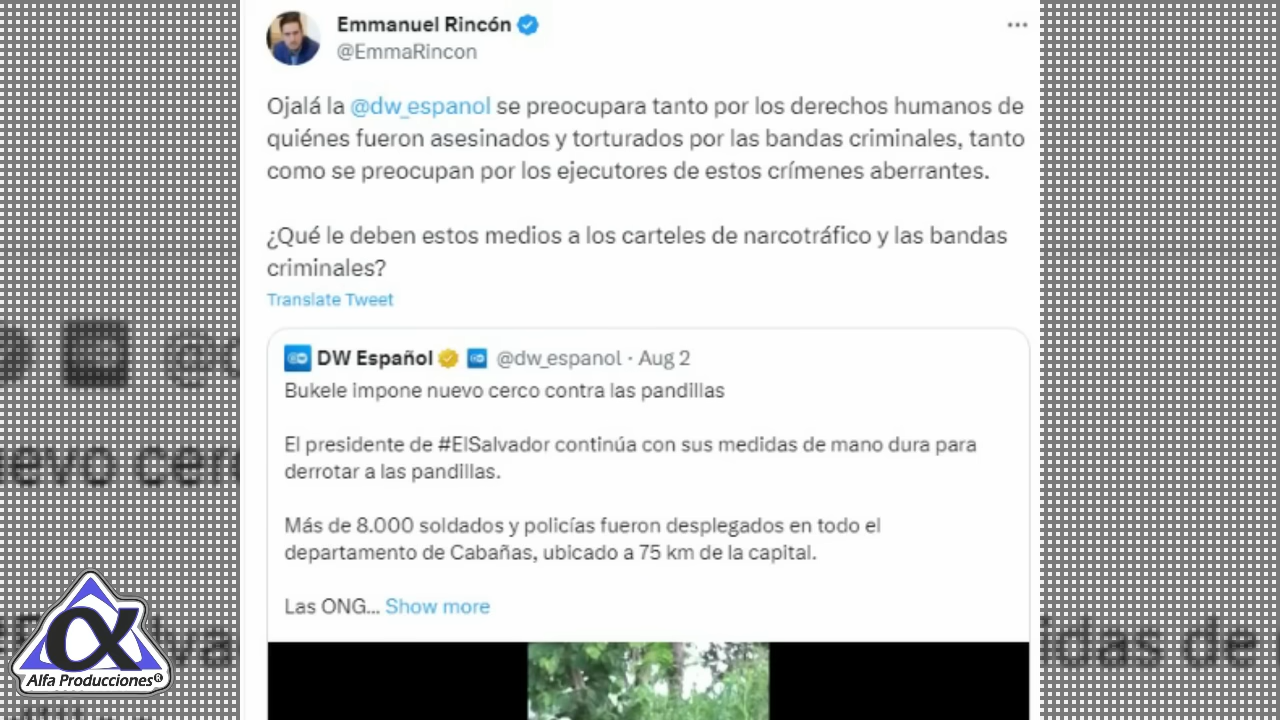 Emmanuel Rincón
@EmmaRincon
Ojalá la @dw_espanol se preocupara tanto por los derechos humanos de
quiénes fueron asesinados y torturados por las bandas criminales, tanto
como se preocupan por los ejecutores de estos crímenes aberrantes.
¿Qué le deben estos medios a los carteles de narcotráfico y las bandas
criminales?
Translate Tweet
DW Español @dw_espanol · Aug 2
Bukele impone nuevo cerco contra las pandillas
El presidente de #ElSalvador continúa con sus medidas de mano dura para
derrotar a las pandillas.
Más de 8.000 soldados y policías fueron desplegados en todo el
departamento de Cabañas, ubicado a 75 km de la capital.
Las ONG... Show more
Alfa Producciones®